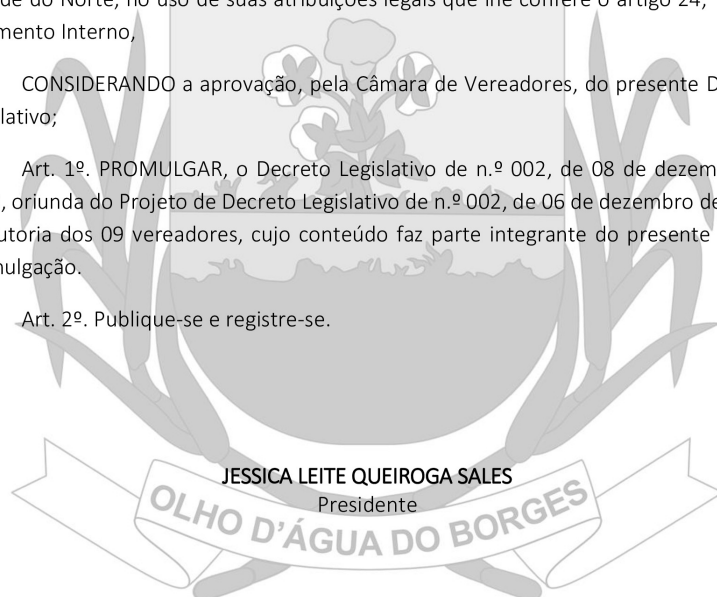 de do Norte, no uso de suas atribuições legais que lhe confere o artigo 24,
mento Interno,
CONSIDERANDO a aprovação, pela Câmara de Vereadores, do presente D
lativo;
Art. 1º. PROMULGAR, o Decreto Legislativo de n.º 002, de 08 de dezem
, oriunda do Projeto de Decreto Legislativo de n.º 002, de 06 de dezembro de
utoria dos 09 vereadores, cujo conteúdo faz parte integrante do presente
mulgação.
Art. 2º. Publique-se e registre-se.
JESSICA LEITE QUEIROGA SALES
Presidente
OLHO D'ÁGUA DO BORGES